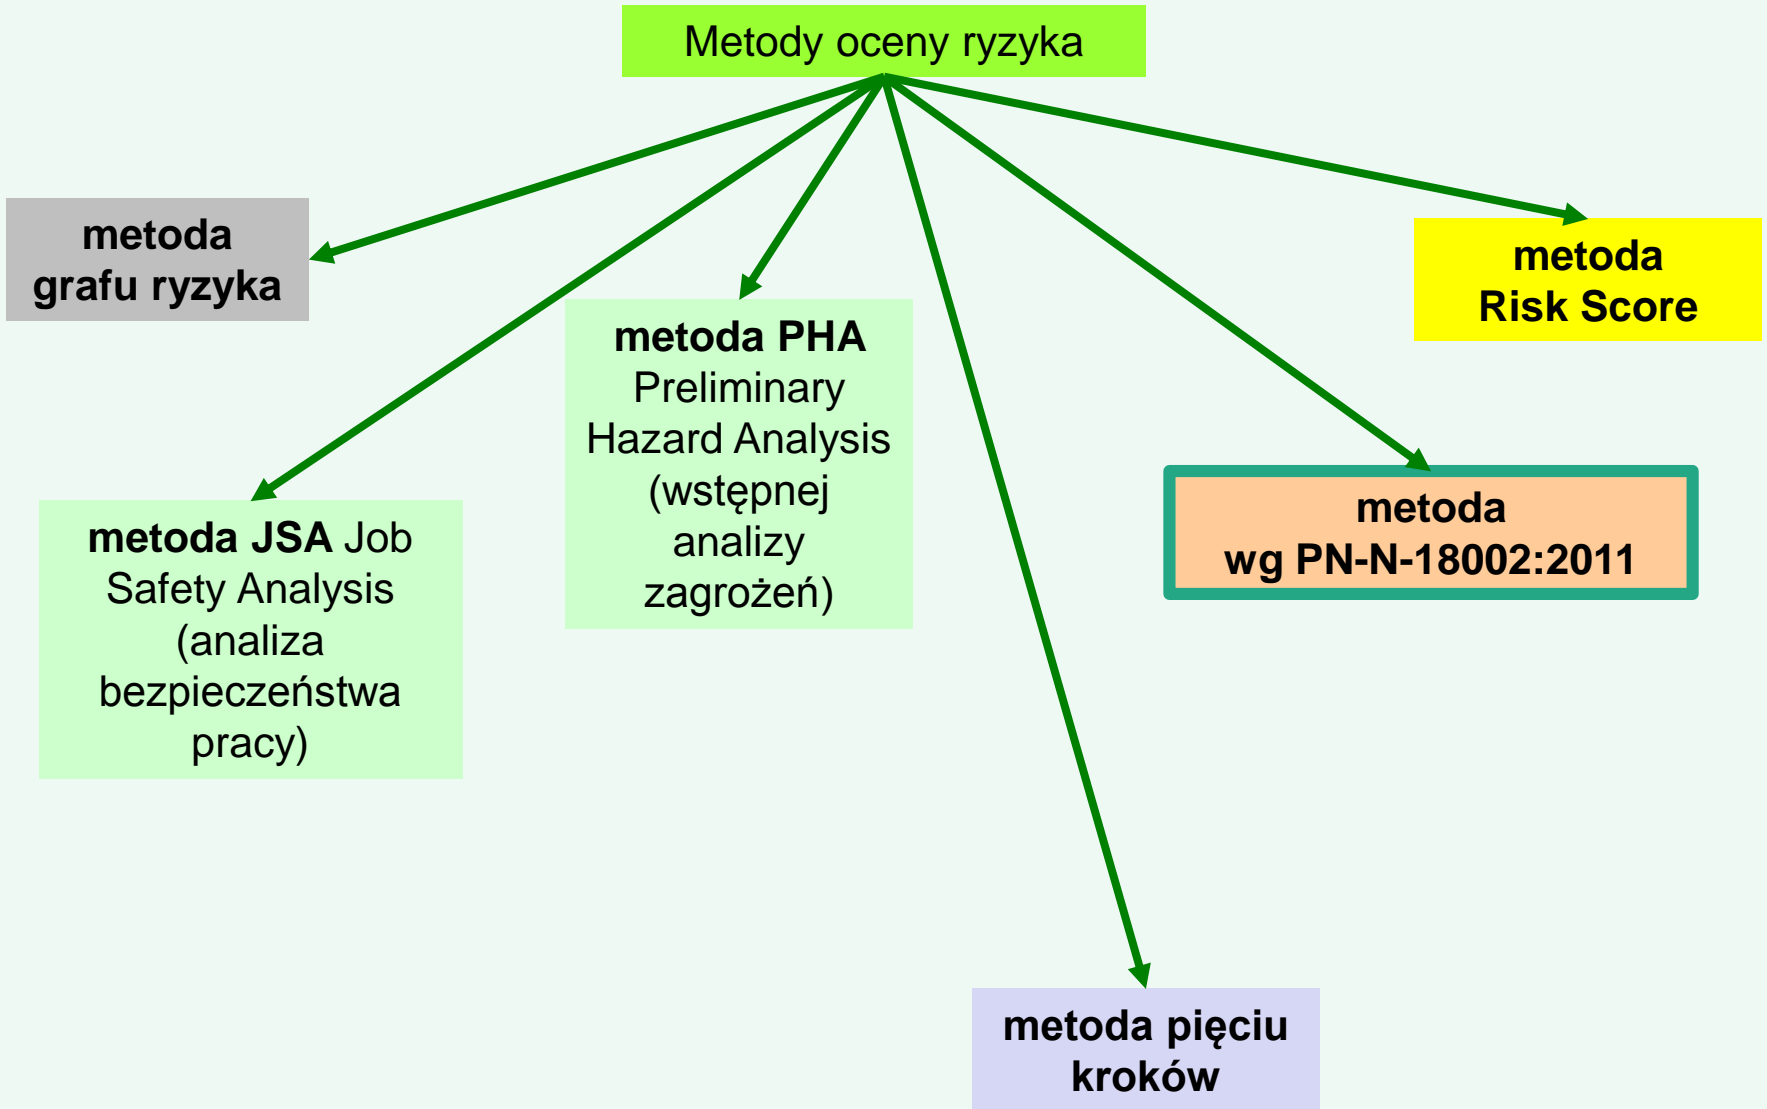 Metody oceny ryzyka
metoda
grafu ryzyka
metoda JSA Job
Safety Analysis
(analiza
bezpieczeństwa
pracy)
metoda PHA
Preliminary
Hazard Analysis
(wstępnej
analizy
zagrożeń)
metoda pięciu
kroków
metoda
wg PN-N-18002:2011
metoda
Risk Score